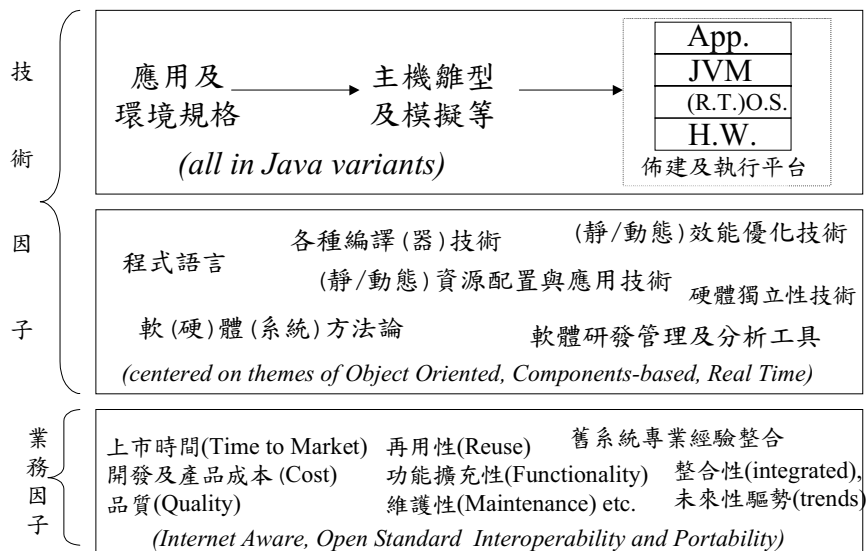 技術因子
應用及
環境規格
主機雛型
及模擬等
(all in Java variants)
App.
JVM
(R.T.)O.S.
H.W.
佈建及執行平台
程式語言
各種編譯(器)技術
(靜/動態)效能優化技術
(靜/動態)資源配置與應用技術
硬體獨立性技術
軟(硬)體(系統)方法論
軟體研發管理及分析工具
(centered on themes of Object Oriented, Components-based, Real Time)
業務因子
上市時間(Time to Market)
再用性(Reuse)
舊系統專業經驗整合
開發及產品成本(Cost)
功能擴充性(Functionality)
整合性(integrated),
品質(Quality)
維護性(Maintenance) etc.
未來性驅勢(trends)
(Internet Aware, Open Standard Interoperability and Portability)